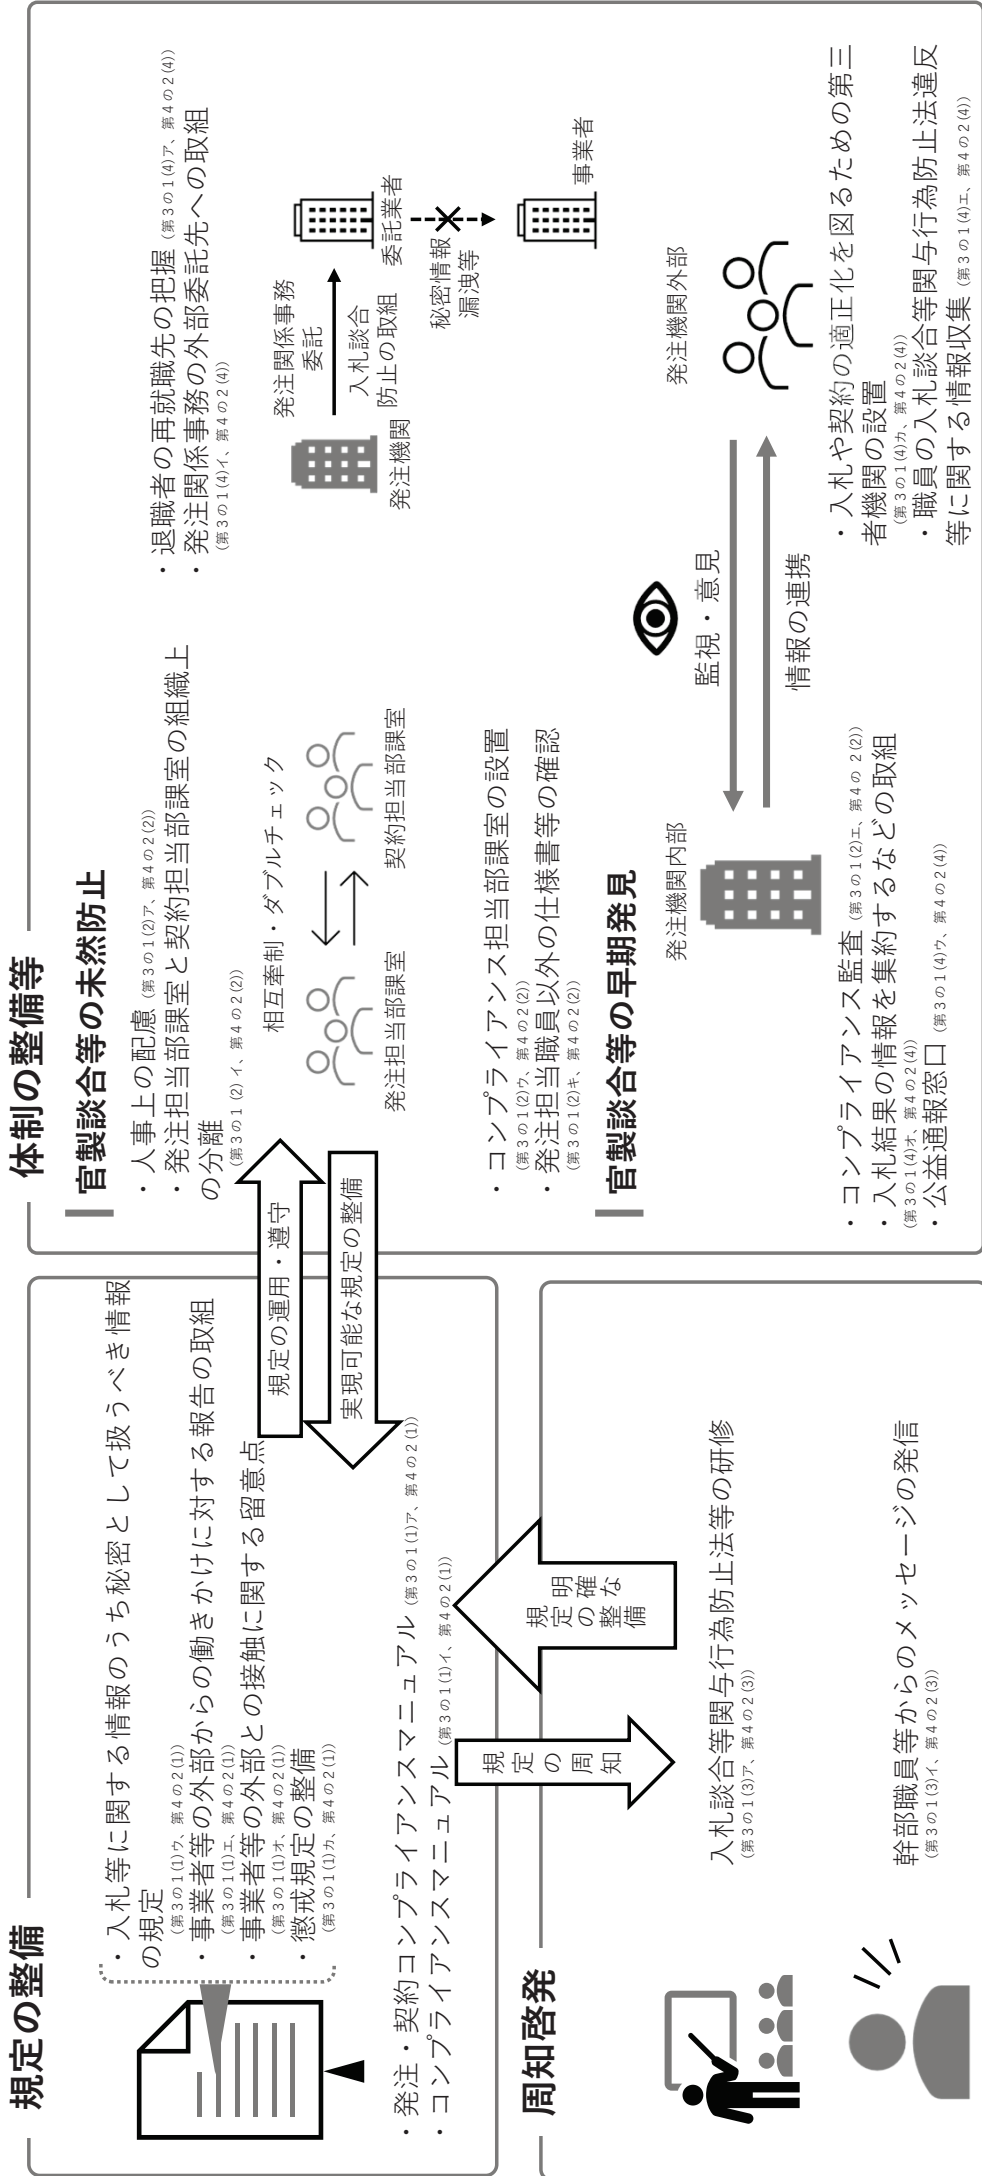 規定の整備
・入札等に関する情報のうち秘密として扱うべき情報
の規定
(第3の1(1)ウ、第4の2(1))
・事業者等の外部からの働きかけに対する報告の取組
(第3の1(1)エ、第4の2(1))
・事業者等の外部との接触に関する留意点
(第3の1(1)オ、第4の2(1))
・懲戒規定の整備
(第3の1(1)カ、第4の2(1))
・発注・契約コンプライアンスマニュアル (第3の1(1)ア、第4の2(1))
・コンプライアンスマニュアル (第3の1(1)イ、第4の2(1))
規定の運用・遵守
実現可能な規定の整備
規定の周知
明確な
規定の整備
周知啓発
入札談合等関与行為防止法等の研修
(第3の1(3)ア、第4の2(3))
幹部職員等からのメッセージの発信
(第3の1(3)イ、第4の2(3))
体制の整備等
官製談合等の未然防止
・人事上の配慮 (第3の1(2)ア、第4の2(2))
・発注担当部課室と契約担当部課室の組織上
の分離
(第3の1(2)イ、第4の2(2))
相互牽制・ダブルチェック
発注担当部課室
契約担当部課室
・コンプライアンス担当部課室の設置
(第3の1(2)ウ、第4の2(2))
・発注担当職員以外の仕様書等の確認
(第3の1(2)キ、第4の2(2))
・退職者の再就職先の把握 (第3の1(4)ア、第4の2(4))
・発注関係事務の外部委託先への取組
(第3の1(4)イ、第4の2(4))
発注関係事務
委託
入札談合
防止の取組
発注機関
委託業者
秘密情報
漏洩等
事業者
官製談合等の早期発見
発注機関内部
監視・意見
情報の連携
発注機関外部
・コンプライアンス監査 (第3の1(2)エ、第4の2(2))
・入札結果の情報を集約するなどの取組
(第3の1(4)オ、第4の2(4))
・公益通報窓口 (第3の1(4)ウ、第4の2(4))
・入札や契約の適正化を図るための第三
者機関の設置
(第3の1(4)カ、第4の2(4))
・職員の入札談合等関与行為防止法違反
等に関する情報収集 (第3の1(4)エ、第4の2(4))